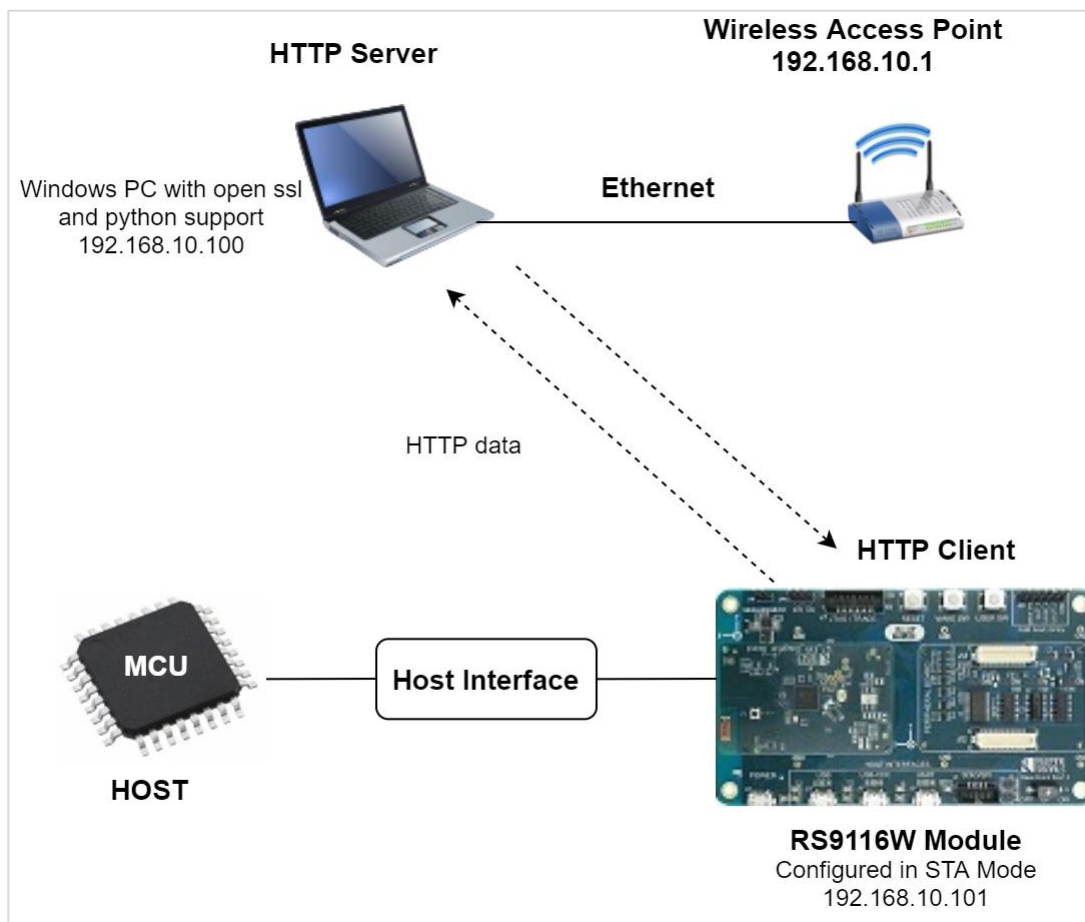 HTTP Server
Wireless Access Point
192.168.10.1
Windows PC with open ssl
and python support
192.168.10.100
Ethernet
HTTP data
HTTP Client
MCU
Host Interface
HOST
RS9116W Module
Configured in STA Mode
192.168.10.101